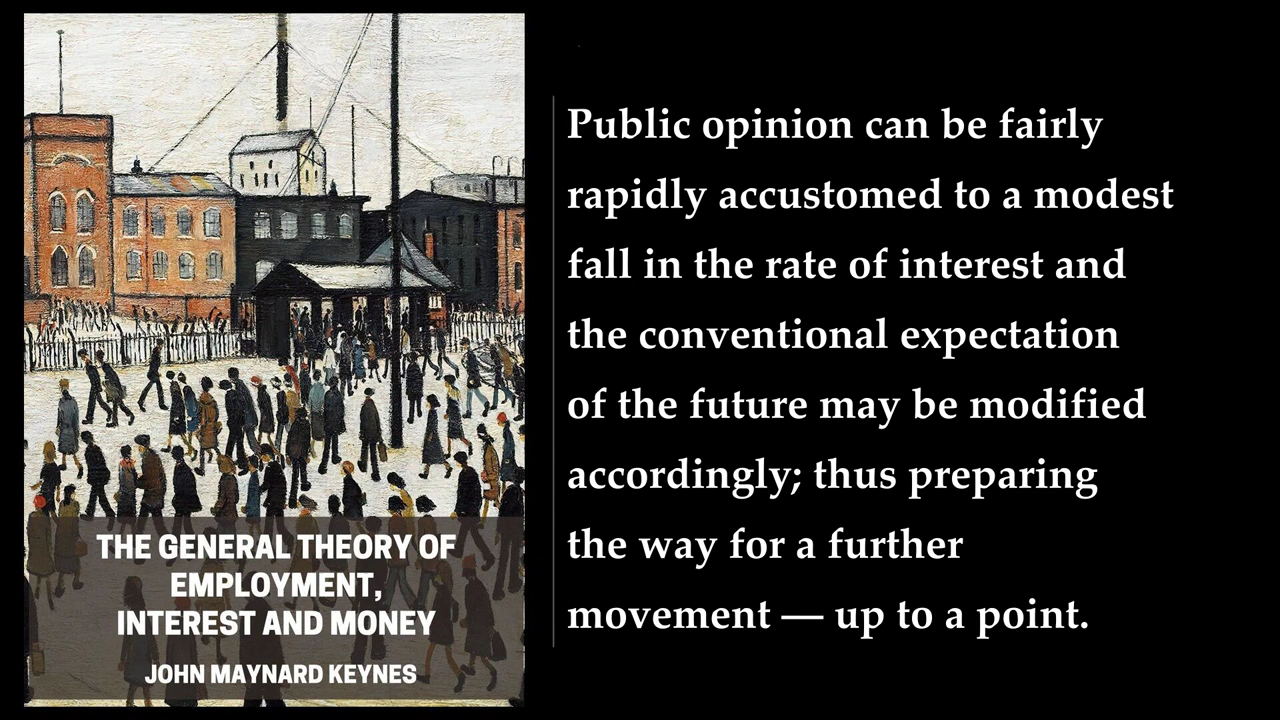 THE GENERAL THEORY OF
EMPLOYMENT,
INTEREST AND MONEY
JOHN MAYNARD KEYNES
Public opinion can be fairly
rapidly accustomed to a modest
fall in the rate of interest and
the conventional expectation
of the future may be modified
accordingly; thus preparing
the way for a further
movement — up to a point.